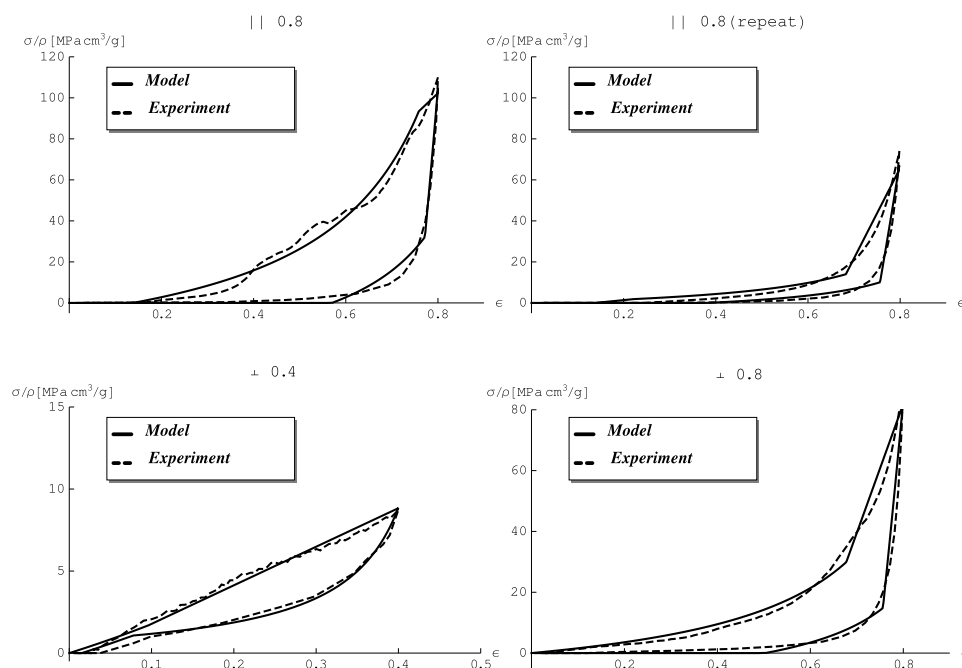 || 0.8
σ/ρ[MPa cm³/g]
120
100
80
60
40
20
0
0.2
0.4
0.6
0.8
ϵ
Model
Experiment
|| 0.8(repeat)
σ/ρ[MPa cm³/g]
120
100
80
60
40
20
0
0.2
0.4
0.6
0.8
ϵ
Model
Experiment
⊥ 0.4
σ/ρ[MPa cm³/g]
15
10
5
0
0.1
0.2
0.3
0.4
0.5
Model
Experiment
⊥ 0.8
σ/ρ[MPa cm³/g]
80
60
40
20
0
0.2
0.4
0.6
0.8
Model
Experiment